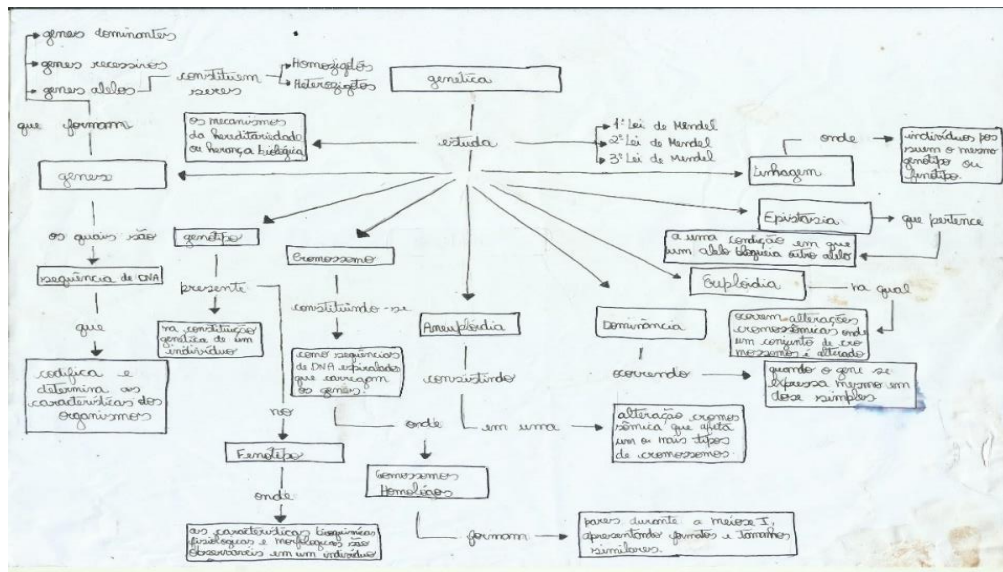 genes dominantes
genes recessivos
genes alelos
constituem
seres
Homozigotos
Heterozigotos
genética
que formam
os mecanismos
da hereditariedade
ou herança biológica
estuda
1ª Lei de Mendel
2ª Lei de Mendel
3ª Lei de Mendel
onde
indivíduos pos
suem o mesmo
genótipo ou
fenótipo.
Linhagem
genes
Epistasia
que pertence
a uma condição em que
um alelo bloqueia outro alelo
os quais são
genótipo
Cromossomo
Euploidia
na qual
sequência de DNA
presente
constituindo-se
Aneuploidia
Dominância
ocorrem alterações
cromossômicas onde
um conjunto de cro
mossomos é alterado
que
na constituição
genética de um
indivíduo
como sequências
de DNA espiraladas
que carregam
os genes.
consistindo
ocorrendo
quando o gene se
expressa mesmo em
dose simples
codifica e
determina as
características dos
organismos
no
onde
em uma
alteração cromos
sômica que afeta
um ou mais tipos
de cromossomos.
Fenótipo
Homólogos
onde
formam
pares durante a meiose I,
apresentando formatos e tamanhos
similares.
as características bioquímicas
fisiológicas e morfológicas são
observáveis em um indivíduo